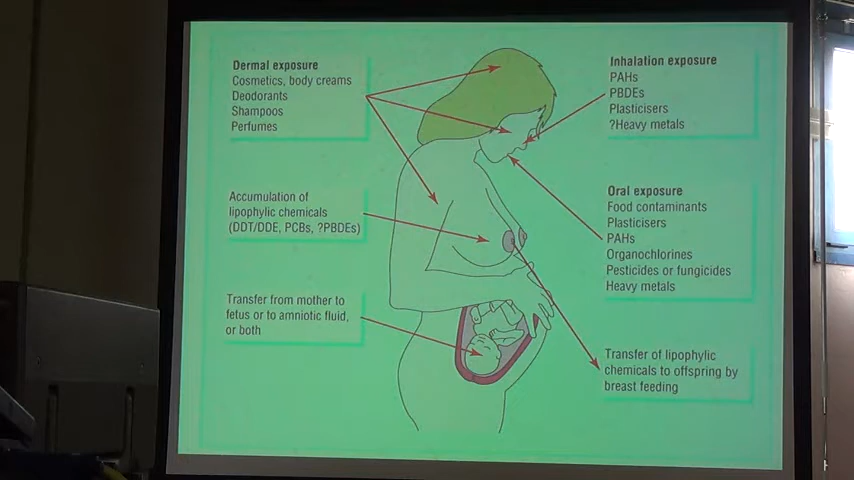 Dermal exposure
Cosmetics, body creams
Deodorants
Shampoos
Perfumes
Accumulation of
lipophylic chemicals
(DDT/DDE, PCBs, ?PBDEs)
Transfer from mother to
fetus or to amniotic fluid,
or both
Inhalation exposure
PAHs
PBDEs
Plasticisers
?Heavy metals
Oral exposure
Food contaminants
Plasticisers
PAHs
Organochlorines
Pesticides or fungicides
Heavy metals
Transfer of lipophylic
chemicals to offspring by
breast feeding